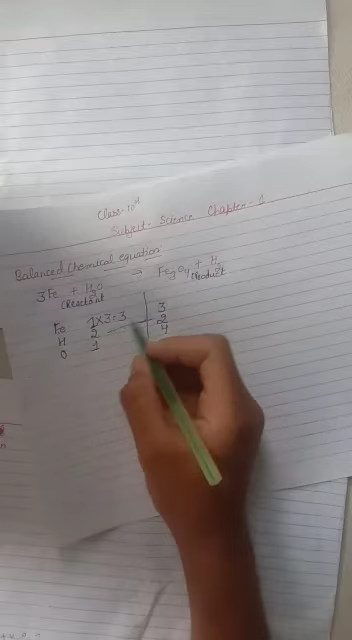 Class-10th
Subject- Science Chapter-1
Balanced Chemical equation
3Fe + H2O → Fe3O4 + H2
(Reactant (Product
Fe 1×3=3 3
H 2 2
O 1 4